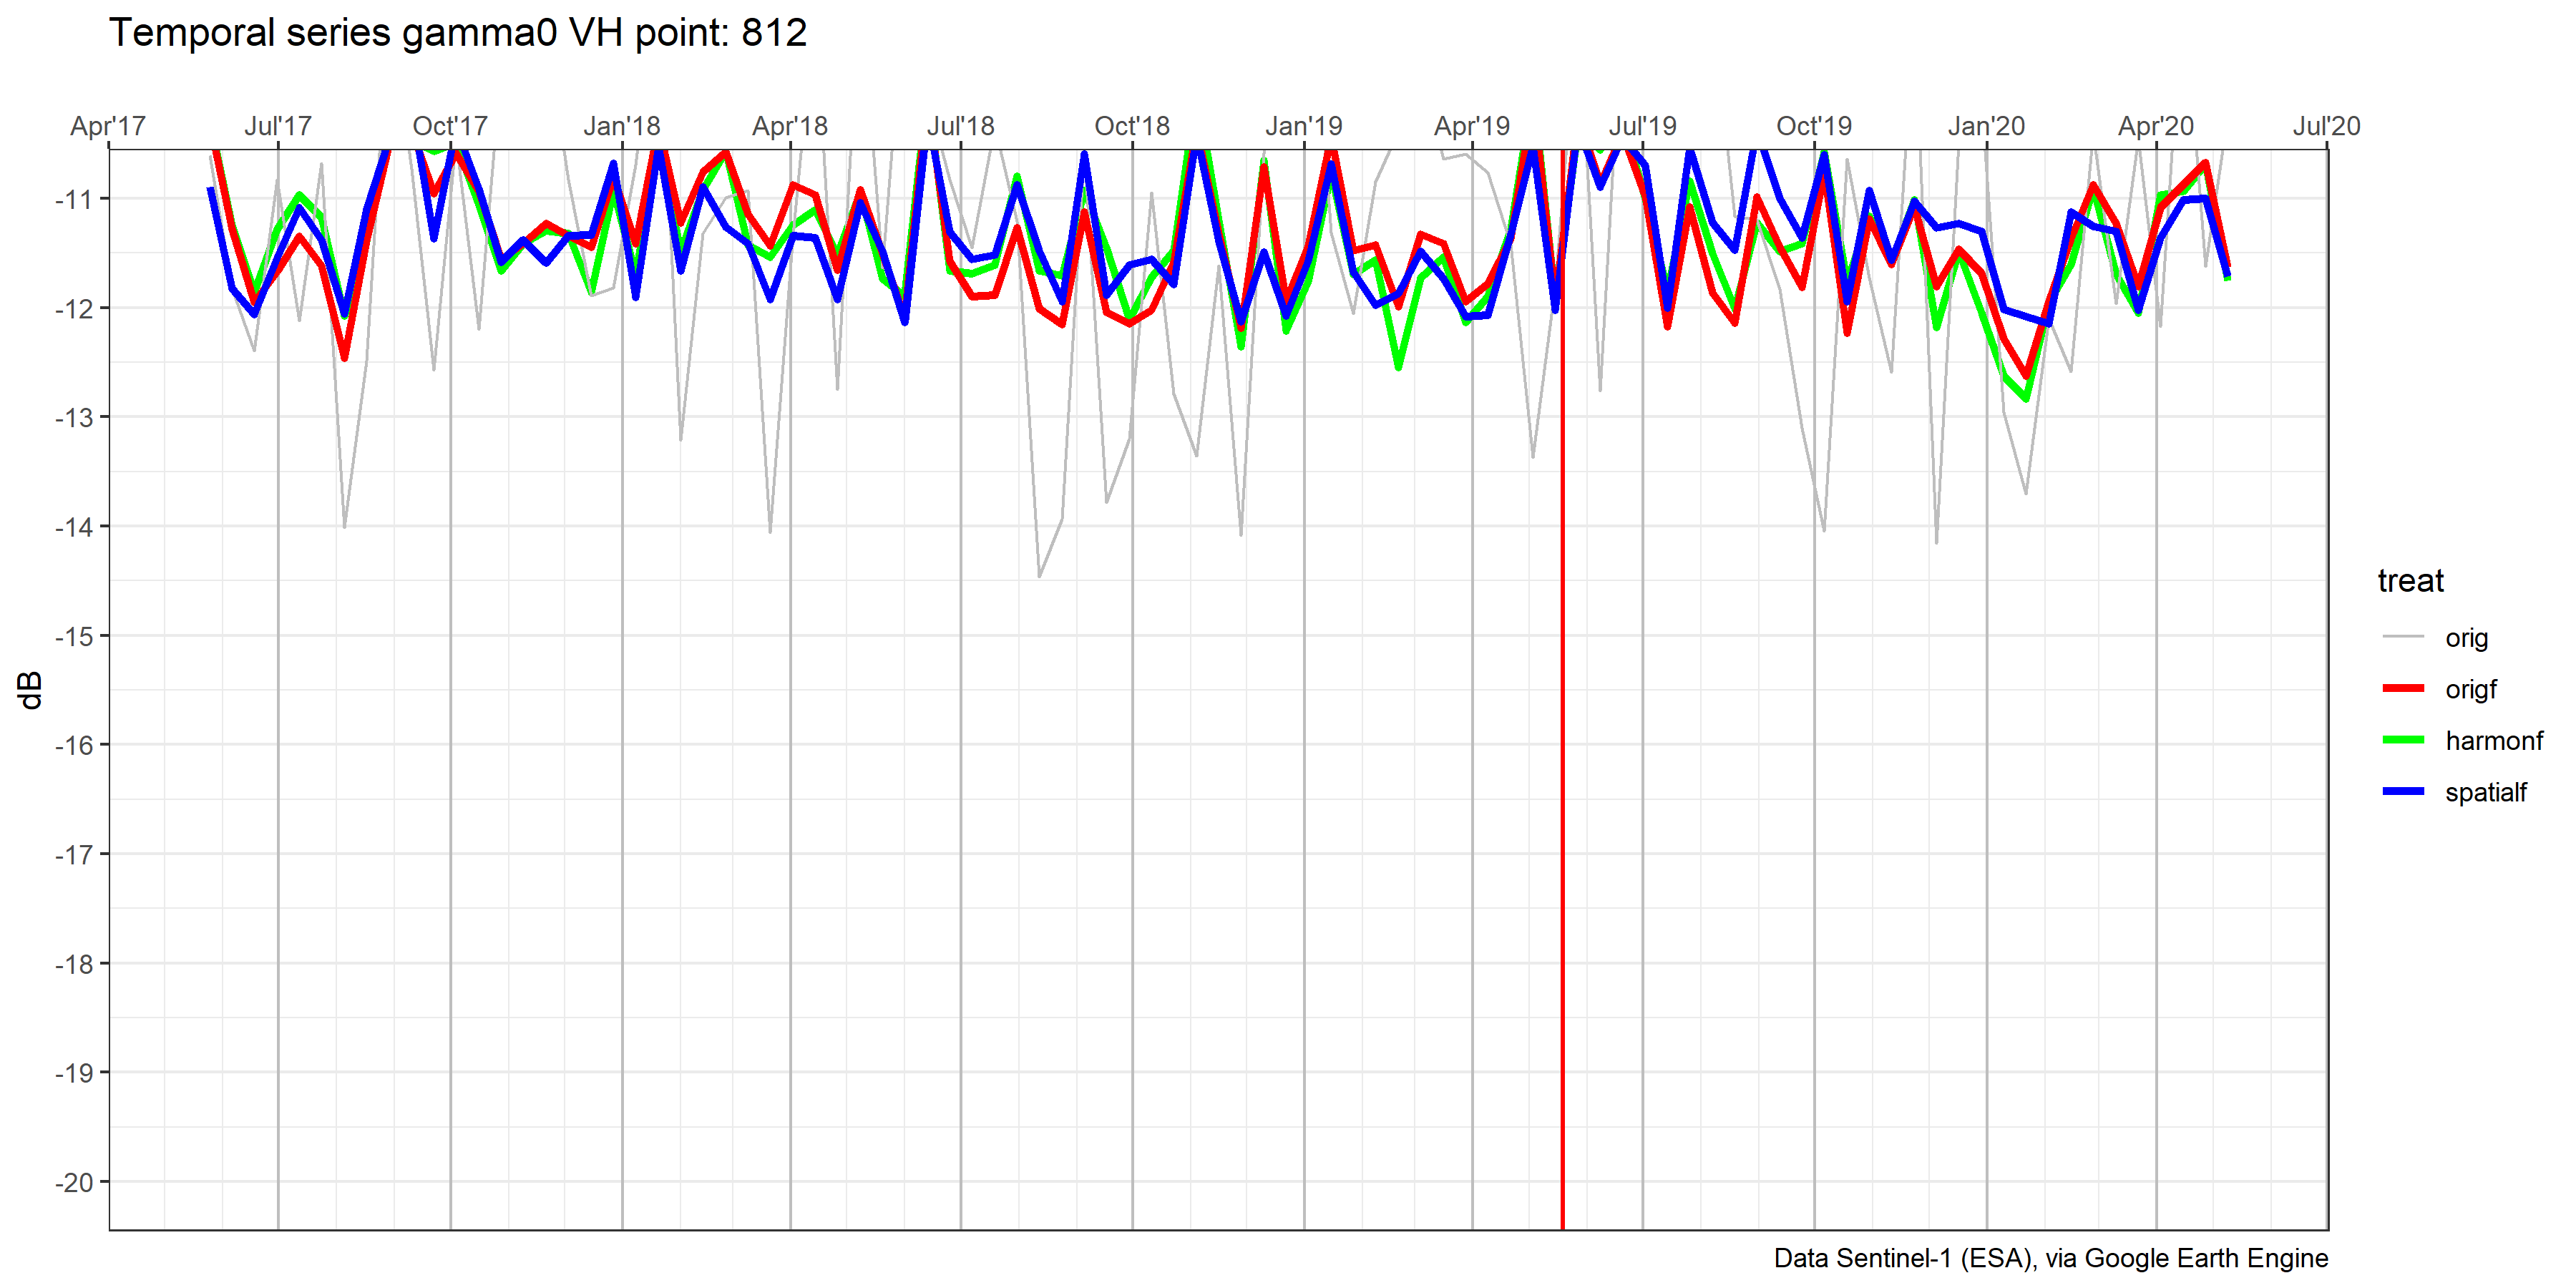 Temporal series gamma0 VH point: 812
Apr'17 Jul'17 Oct'17 Jan'18 Apr'18 Jul'18 Oct'18 Jan'19 Apr'19 Jul'19 Oct'19 Jan'20 Apr'20 Jul'20
-11
-12
-13
-14
-15
-16
-17
-18
-19
-20
dB
treat
orig
origf
harmonf
spatialf
Data Sentinel-1 (ESA), via Google Earth Engine